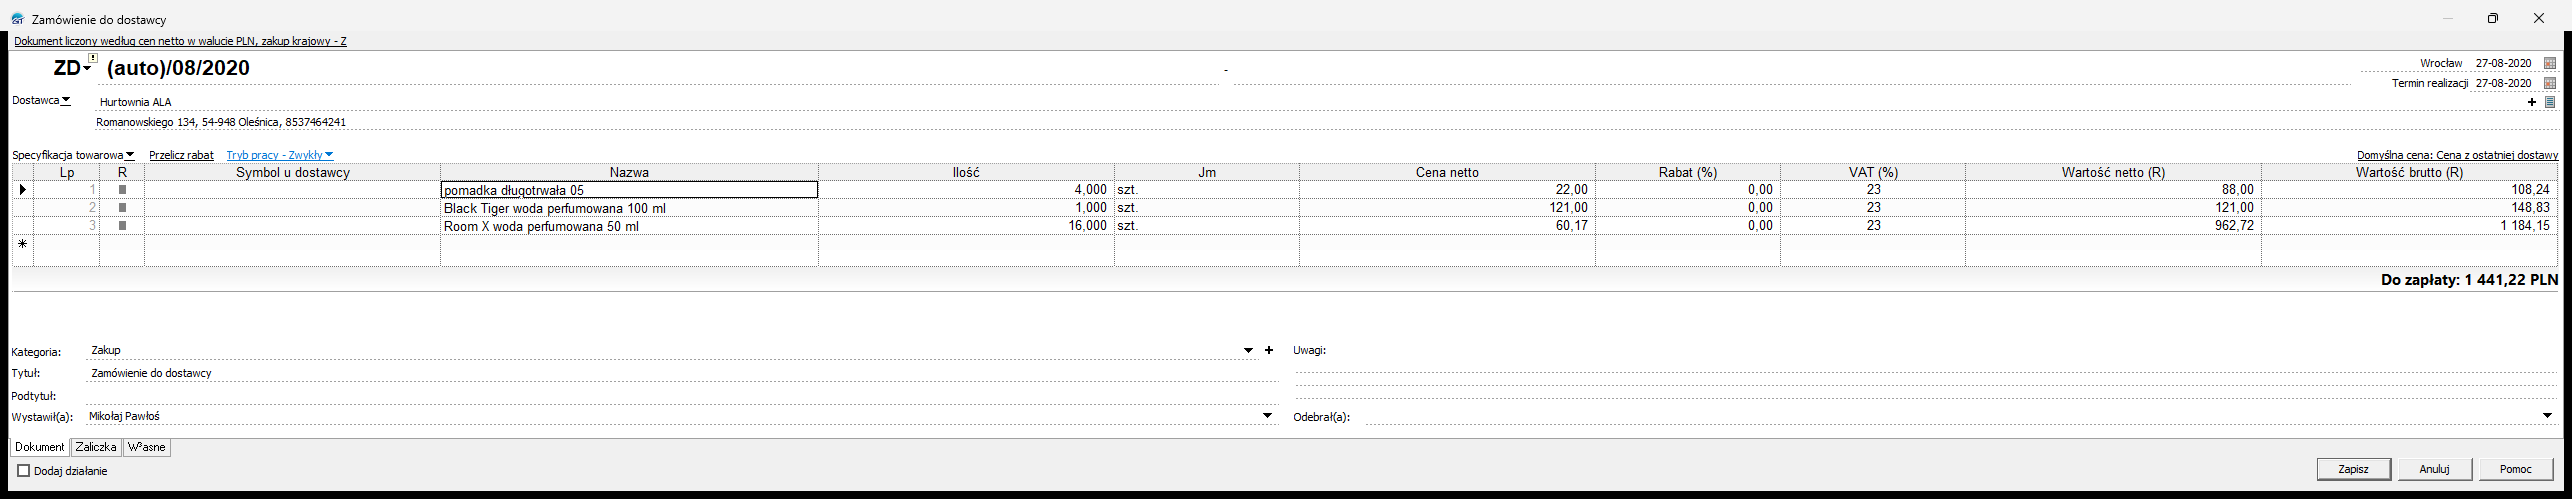 Zamówienie do dostawcy
Dokument liczony według cen netto w walucie PLN, zakup krajowy - Z
ZD (auto)/08/2020 -
Wrocław 27-08-2020
Termin realizacji 27-08-2020
Dostawca Hurtownia ALA
Romanowskiego 134, 54-948 Oleśnica, 8537464241
Specyfikacja towarowa Przelicz rabat Tryb pracy - Zwykły Domyślna cena: Cena z ostatniej dostawy
Lp R Symbol u dostawcy Nazwa Ilość Jm Cena netto Rabat (%) VAT (%) Wartość netto (R) Wartość brutto (R)
1 pomadka długotrwała 05 4,000 szt. 22,00 0,00 23 88,00 108,24
2 Black Tiger woda perfumowana 100 ml 1,000 szt. 121,00 0,00 23 121,00 148,83
3 Room X woda perfumowana 50 ml 16,000 szt. 60,17 0,00 23 962,72 1 184,15
Do zapłaty: 1 441,22 PLN
Kategoria: Zakup Uwagi:
Tytuł: Zamówienie do dostawcy
Podtytuł:
Wystawił(a): Mikołaj Pawłoś Odebrał(a):
Dokument Zaliczka W³asne
Dodaj działanie
Zapisz Anuluj Pomoc